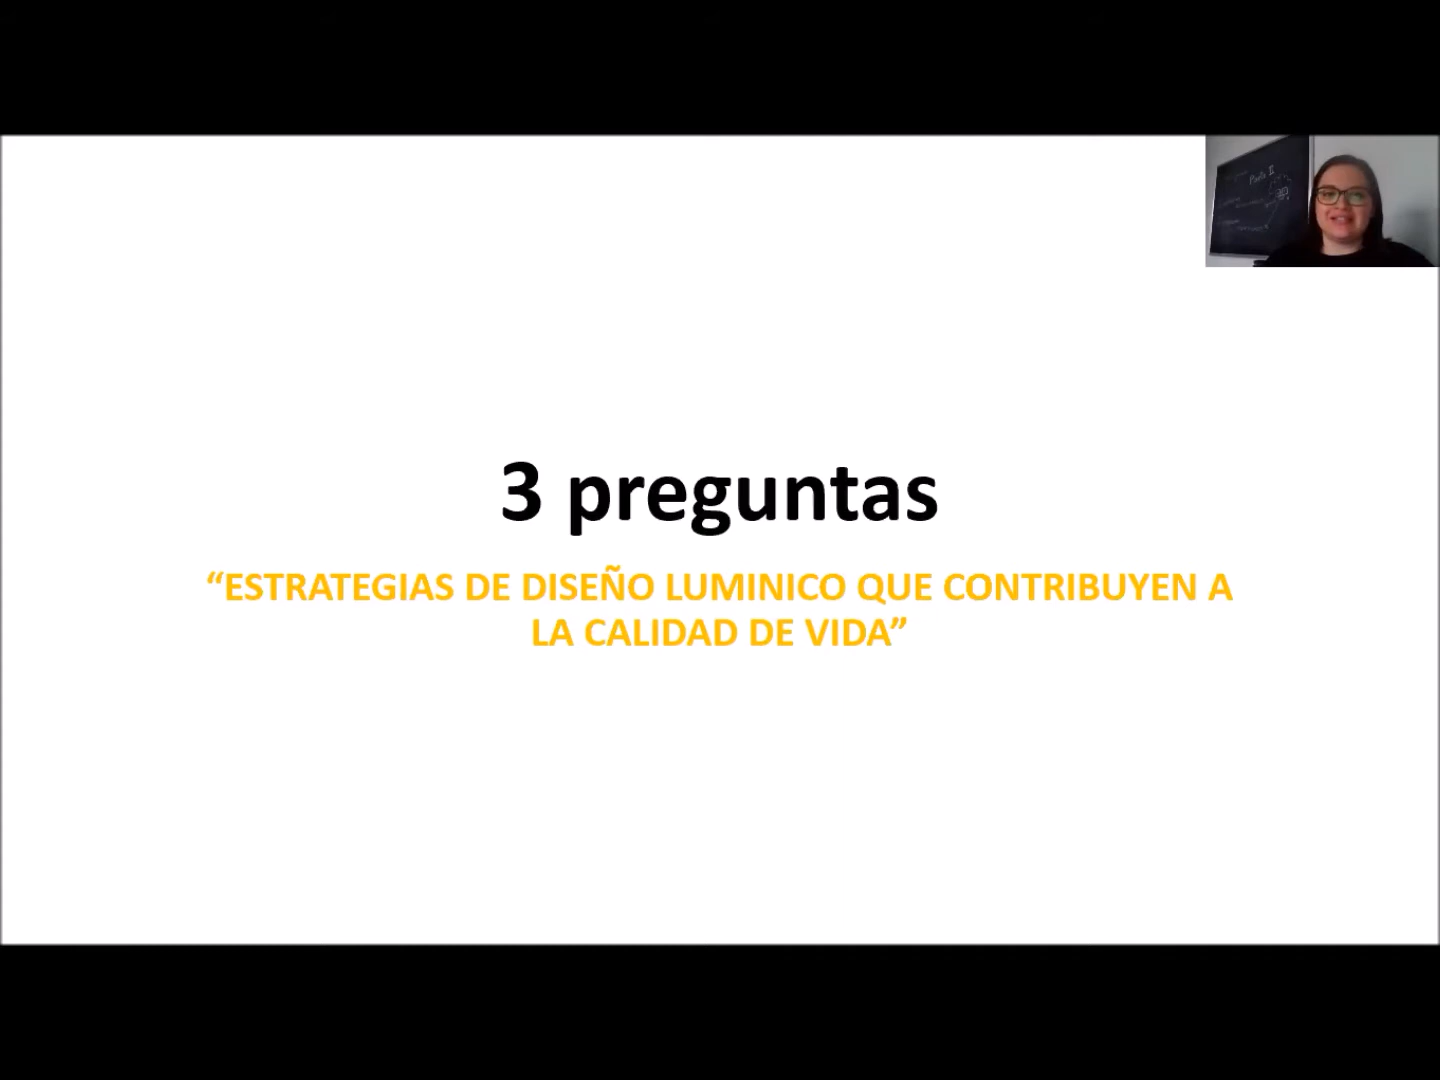 3 preguntas
“ESTRATEGIAS DE DISEÑO LUMINICO QUE CONTRIBUYEN A
LA CALIDAD DE VIDA”